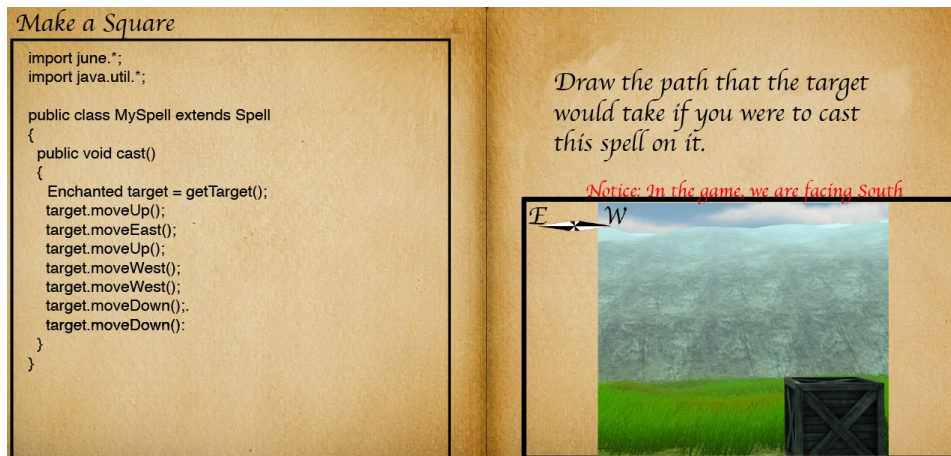 Make a Square
import june.*;
import java.util.*;
public class MySpell extends Spell
{
public void cast()
{
Enchanted target = getTarget();
target.moveUp();
target.moveEast();
target.moveUp();
target.moveWest();
target.moveWest();
target.moveDown();.
target.moveDown():
}
}
Draw the path that the target
would take if you were to cast
this spell on it.
Notice: In the game, we are facing South
E W